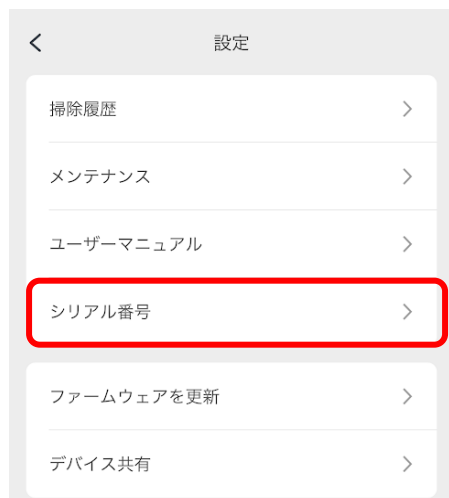 設定
掃除履歴
メンテナンス
ユーザーマニュアル
シリアル番号
ファームウェアを更新
デバイス共有